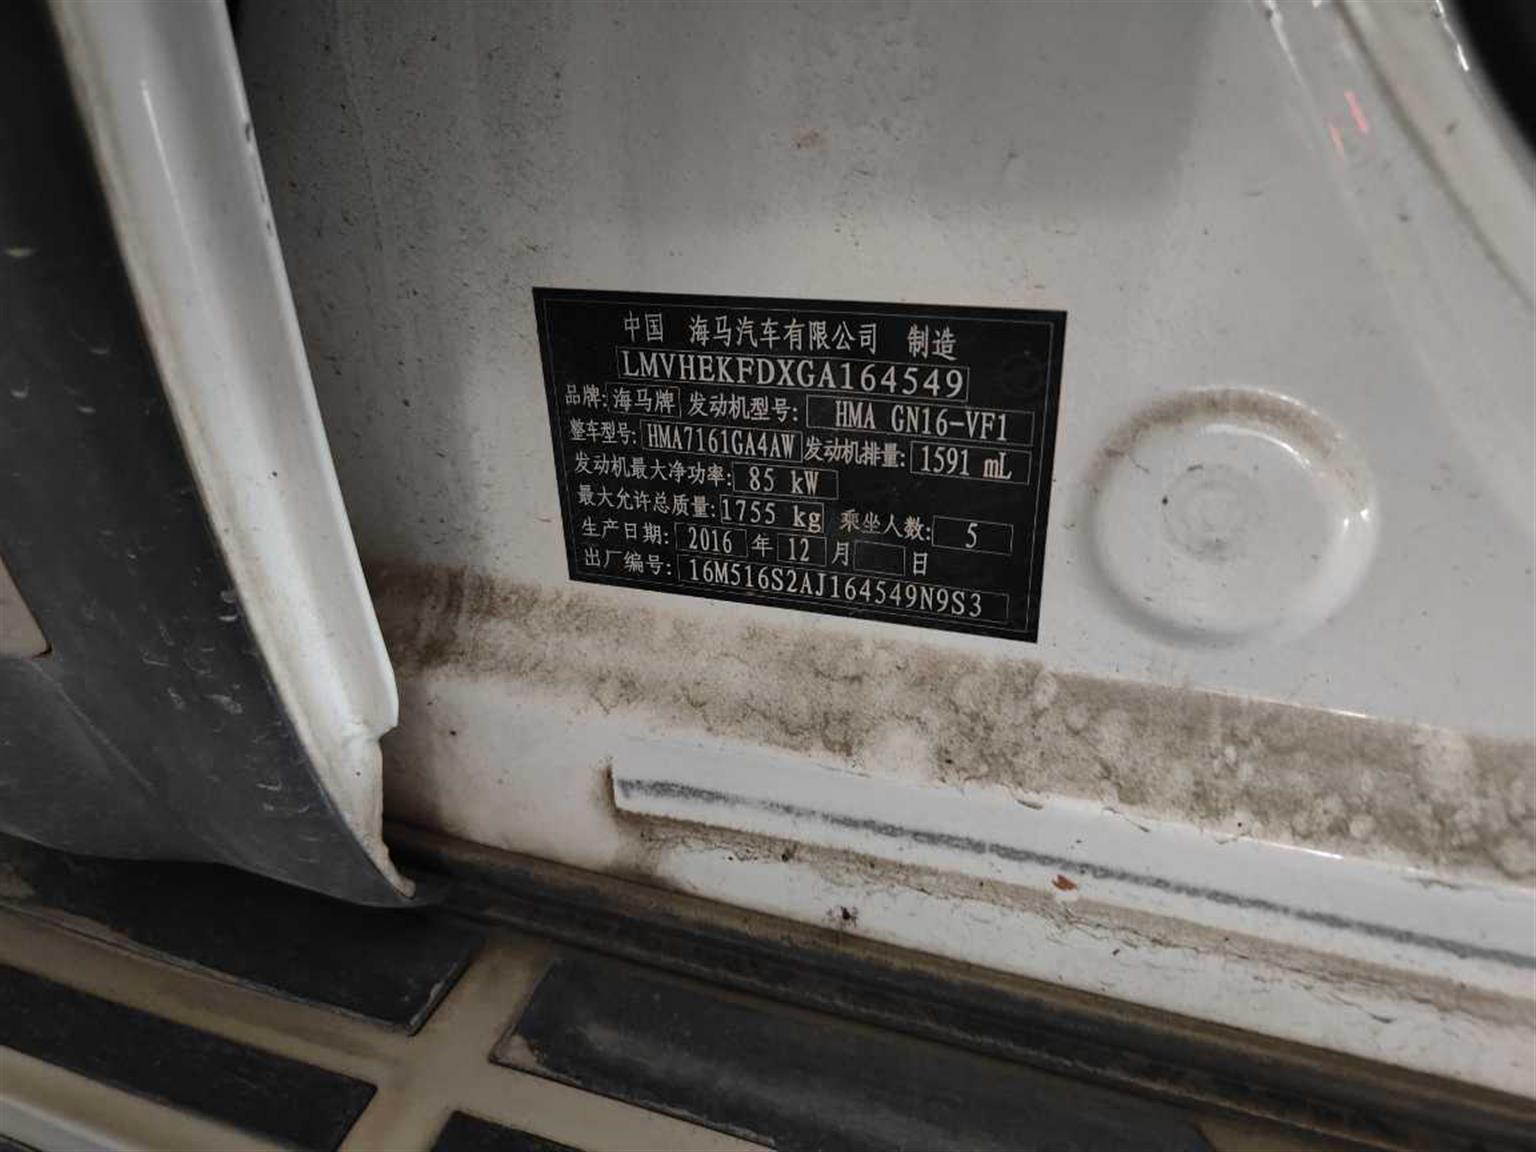 中国 海马汽车有限公司 制造
LMVHEKFDXGA164549
品牌: 海马牌 发动机型号: HMA GN16-VF1
整车型号: HMA7161GA4AW 发动机排量: 1591 mL
发动机最大净功率: 85 kW
最大允许总质量: 1755 kg 乘坐人数: 5
生产日期: 2016 年 12 月 日
出厂编号: 16M516S2AJ164549N9S3